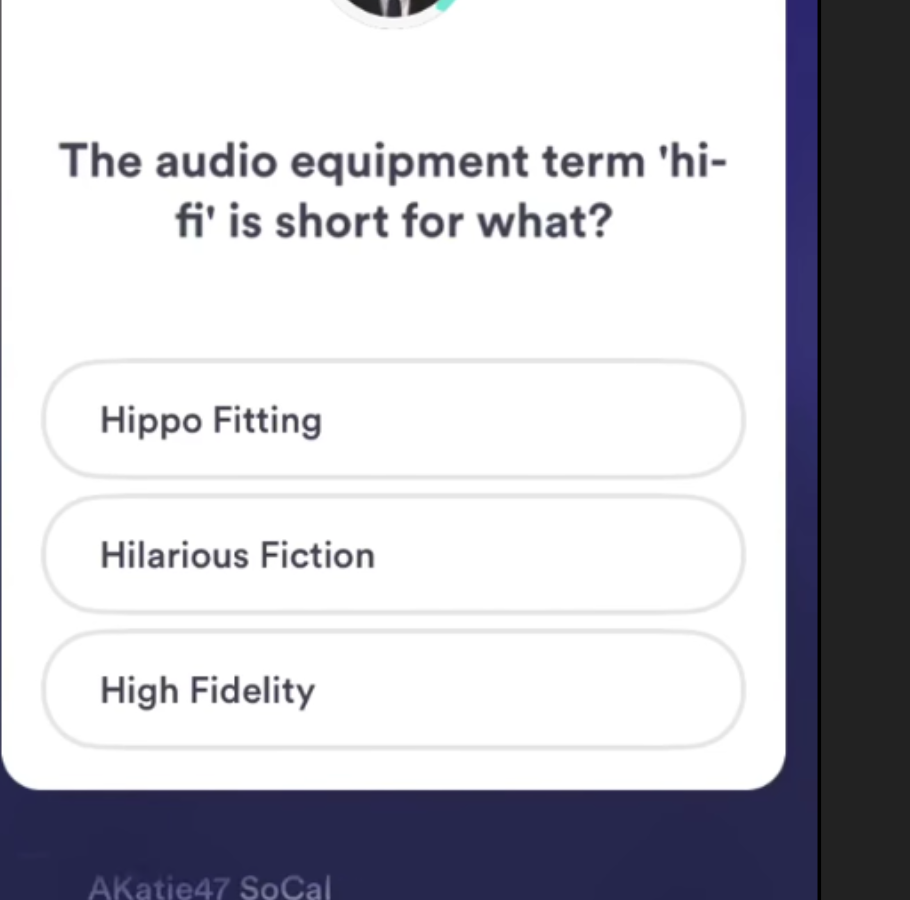 The audio equipment term 'hi-
fi' is short for what?
Hippo Fitting
Hilarious Fiction
High Fidelity
AKatie47 SoCal